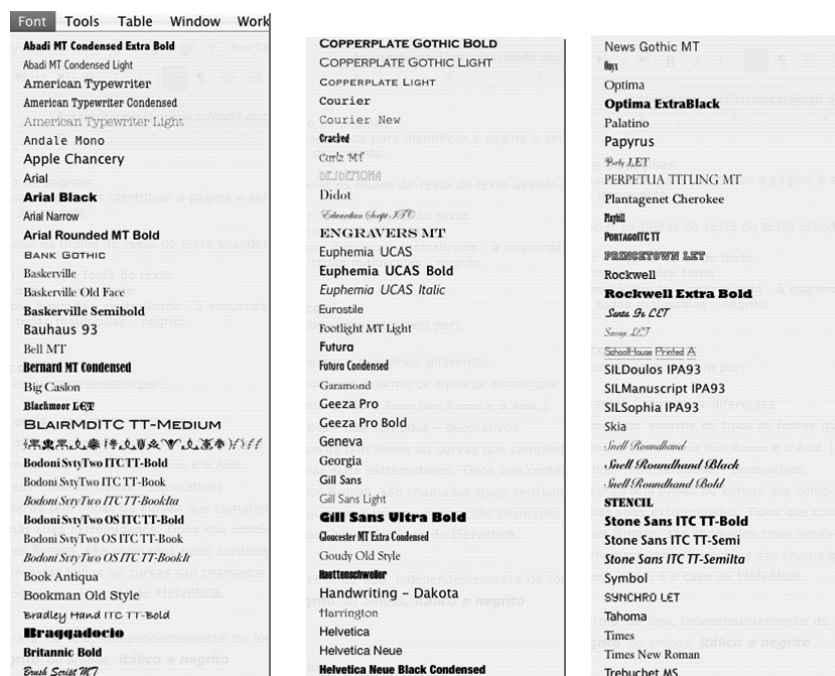 Font Tools Table Window Work
Abadi MT Condensed Extra Bold
Abadi MT Condensed Light
American Typewriter
American Typewriter Condensed
American Typewriter Light
Andale Mono
Apple Chancery
Arial
Arial Black
Arial Narrow
Arial Rounded MT Bold
BANK GOTHIC
Baskerville
Baskerville Old Face
Baskerville Semibold
Bauhaus 93
Bell MT
Bernard MT Condensed
Big Caslon
Blackmoor LET
BLAIRMDITC TT-MEDIUM
Bodoni SvtyTwo ITC TT-Bold
Bodoni SvtyTwo ITC TT-Book
Bodoni SvtyTwo ITC TT-BookIta
Bodoni SvtyTwo OS ITC TT-Bold
Bodoni SvtyTwo OS ITC TT-Book
Bodoni SvtyTwo OS ITC TT-BookIt
Book Antiqua
Bookman Old Style
Bradley Hand ITC TT-Bold
Braggadocio
Britannic Bold
Brush Script MT
COPPERPLATE GOTHIC BOLD
COPPERPLATE GOTHIC LIGHT
COPPERPLATE LIGHT
Courier
Courier New
Cracked
Curlz MT
DESDEMONA
Didot
Edwardian Script ITC
ENGRAVERS MT
Euphemia UCAS
Euphemia UCAS Bold
Euphemia UCAS Italic
Eurostile
Footlight MT Light
Futura
Futura Condensed
Garamond
Geeza Pro
Geeza Pro Bold
Geneva
Georgia
Gill Sans
Gill Sans Light
Gill Sans Ultra Bold
Gloucester MT Extra Condensed
Goudy Old Style
Haettenschweiler
Handwriting - Dakota
Harrington
Helvetica
Helvetica Neue
Helvetica Neue Black Condensed
News Gothic MT
Onyx
Optima
Optima ExtraBlack
Palatino
Papyrus
Party LET
PERPETUA TITLING MT
Plantagenet Cherokee
Playbill
PORTAGOITC TT
PRINCETOWN LET
Rockwell
Rockwell Extra Bold
Santa Fe LET
Savoye LET
SchoolHouse Printed A
SILDoulos IPA93
SILManuscript IPA93
SILSophia IPA93
Skia
Snell Roundhand
Snell Roundhand Black
Snell Roundhand Bold
STENCIL
Stone Sans ITC TT-Bold
Stone Sans ITC TT-Semi
Stone Sans ITC TT-SemiIta
Symbol
SYNCHRO LET
Tahoma
Times
Times New Roman
Trebuchet MS